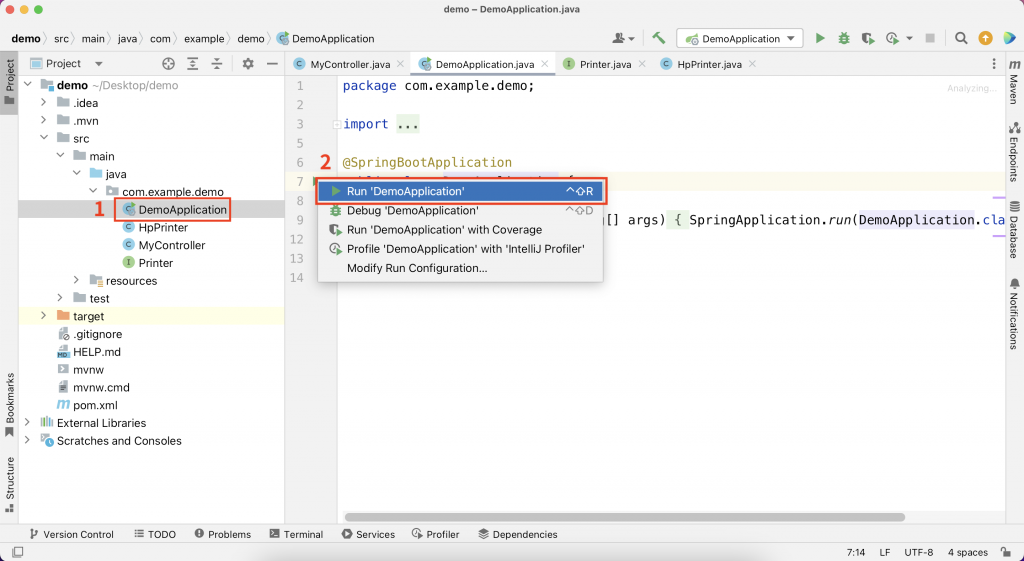 demo – DemoApplication.java
demo src main java com example demo DemoApplication
DemoApplication
Project
MyController.java
DemoApplication.java
Printer.java
HpPrinter.java
Project
Bookmarks
Structure
demo ~/Desktop/demo
.idea
.mvn
src
main
java
com.example.demo
1 DemoApplication
HpPrinter
MyController
Printer
resources
test
target
.gitignore
HELP.md
mvnw
mvnw.cmd
pom.xml
External Libraries
Scratches and Consoles
1 package com.example.demo;
Analyzing...
2
3 import ...
5
6 @SpringBootApplication
2
7
8
9 [] args) { SpringApplication.run(DemoApplication.cla
12
13
14
Run 'DemoApplication' ^⇧R
Debug 'DemoApplication' ^⇧D
Run 'DemoApplication' with Coverage
Profile 'DemoApplication' with 'IntelliJ Profiler'
Modify Run Configuration...
m
Maven
Endpoints
Database
Notifications
Version Control
TODO
Problems
Terminal
Services
Profiler
Dependencies
7:14 LF UTF-8 4 spaces